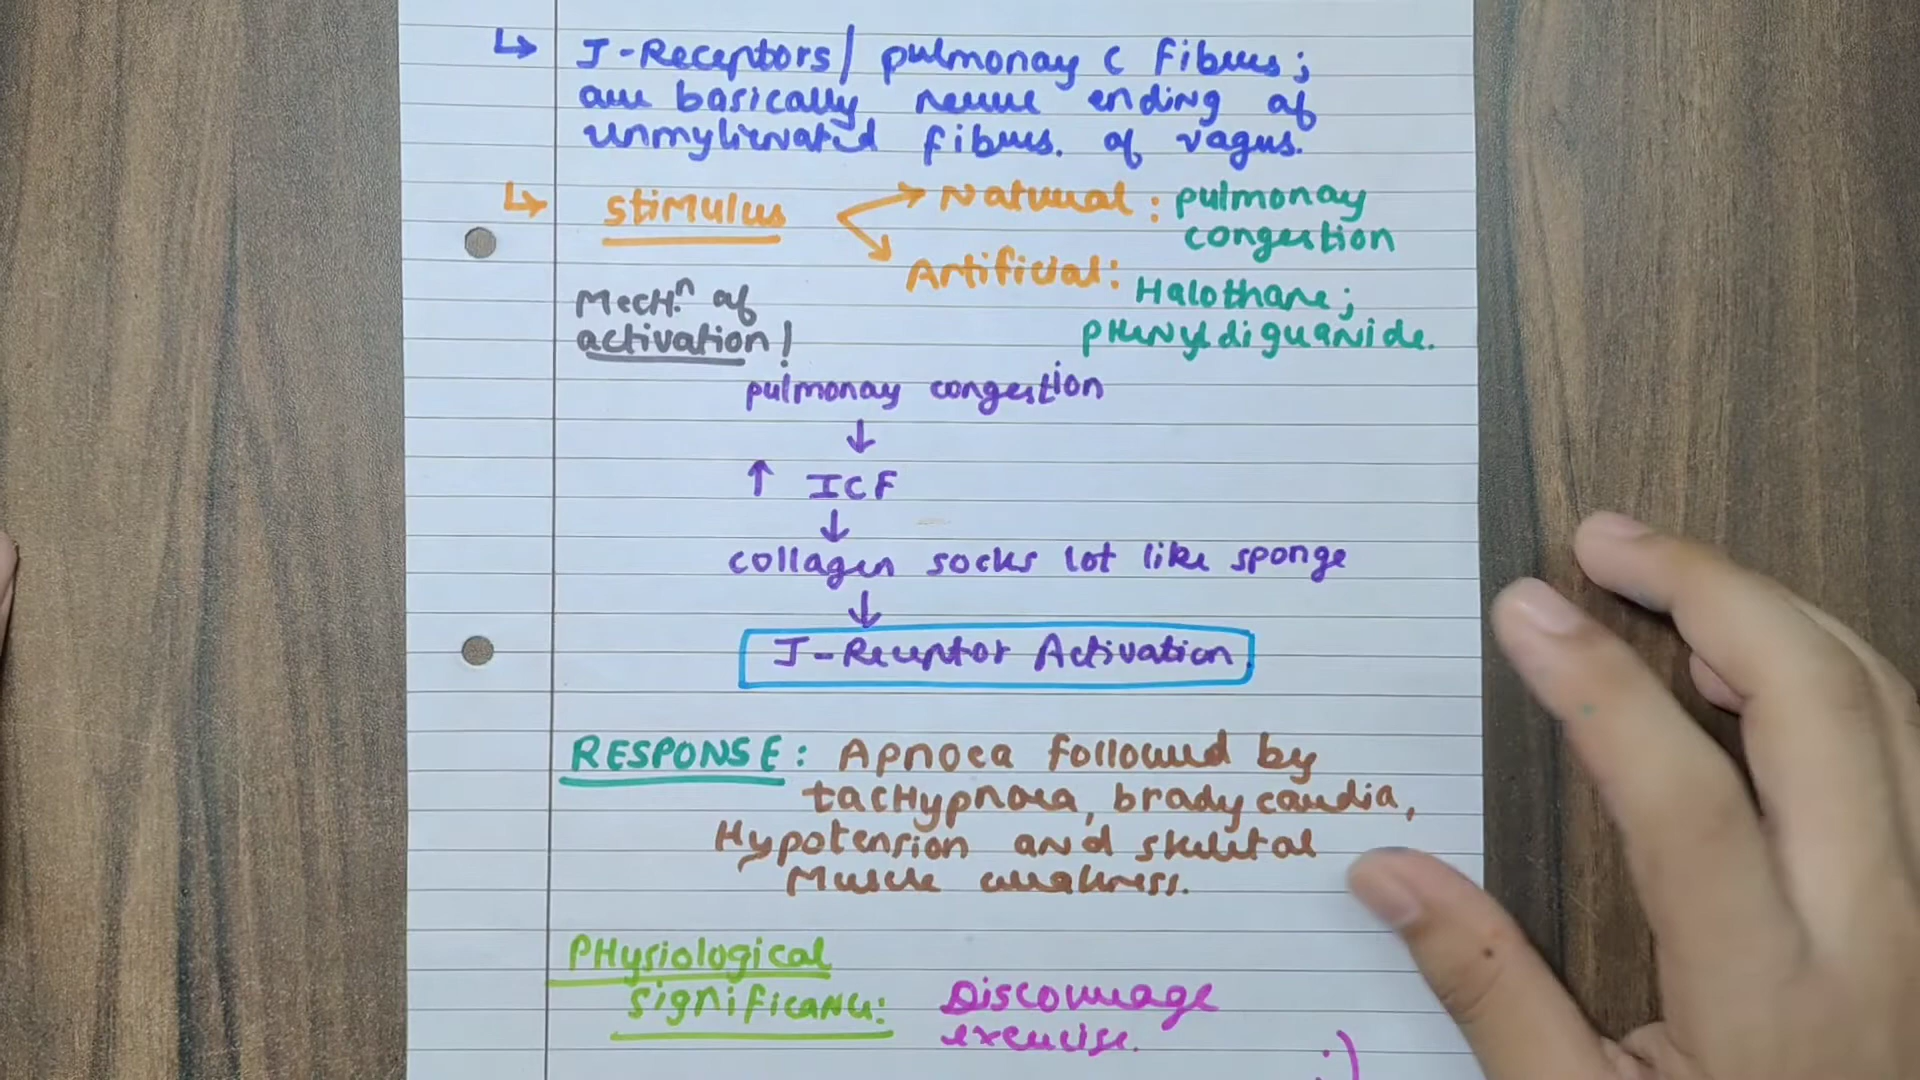 ↳ J-Receptors/ pulmonay C fibres;
are basically nerve ending of
unmylienated fibres. of vagus.
↳ Stimulus → Natural: pulmonay
congestion
→ Artificial: Halothane;
phenyldiguanide.
Mech.n of
activation!
pulmonay congestion
↓
↑ ICF
↓
collagen socks lot like sponge
↓
J-Receptor Activation
RESPONSE: Apnoea followed by
tachypnoea, bradycardia,
Hypotension and skeletal
Muscle weakness.
PHysiological
significance: Discourage
exercise.
:)